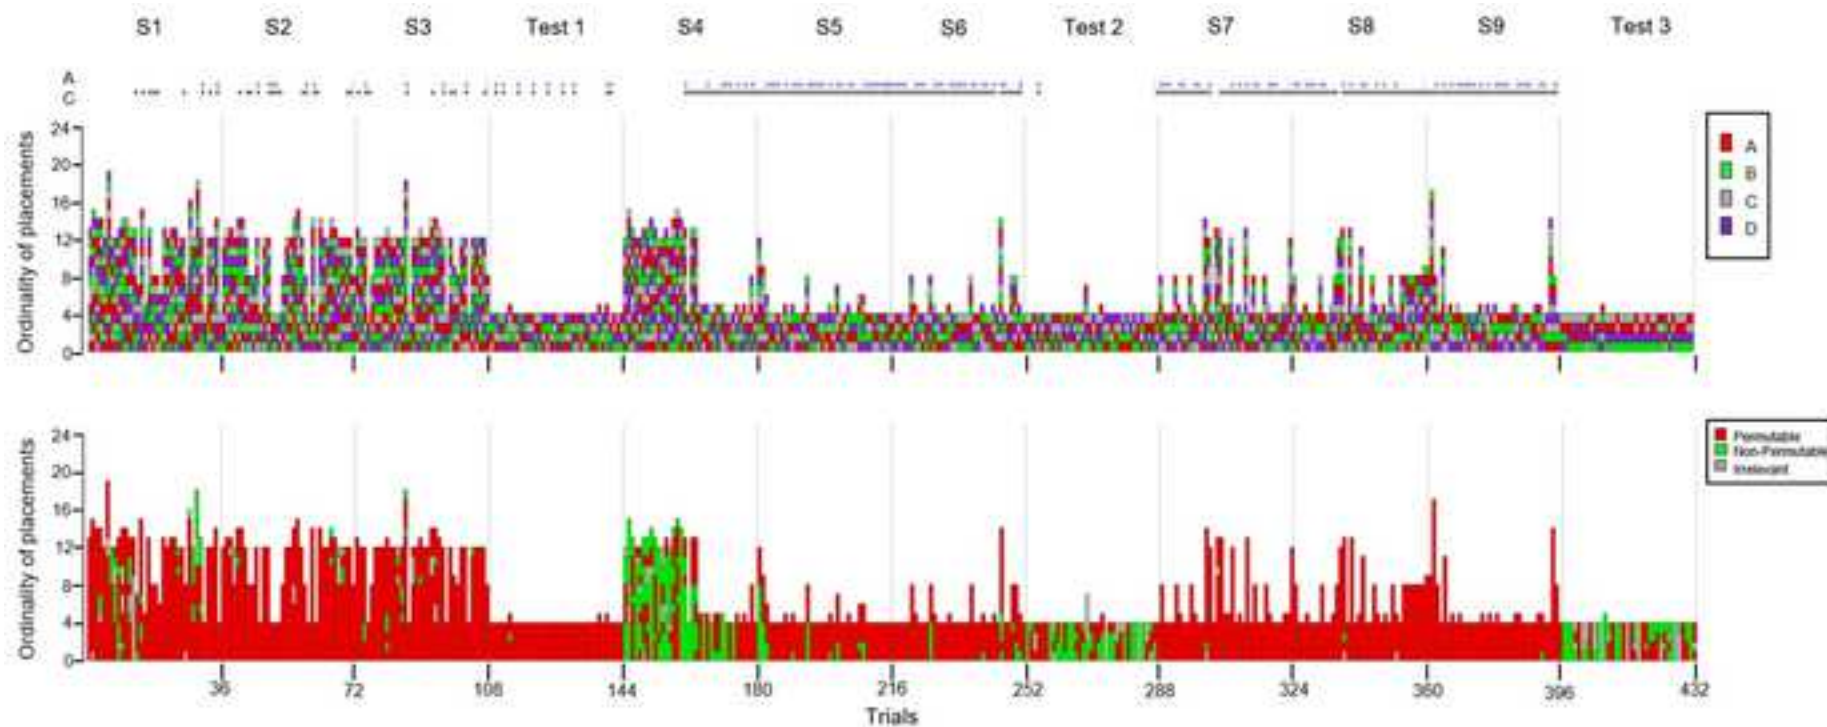 S1 S2 S3 Test 1 S4 S5 S6 Test 2 S7 S8 S9 Test 3
A
C
Ordinality of placements
24
20
16
12
8
4
0
A
B
C
D
Ordinality of placements
24
20
16
12
8
4
0
Permutable
Non-Permutable
Irrelevant
36 72 108 144 180 216 252 288 324 360 396 432
Trials